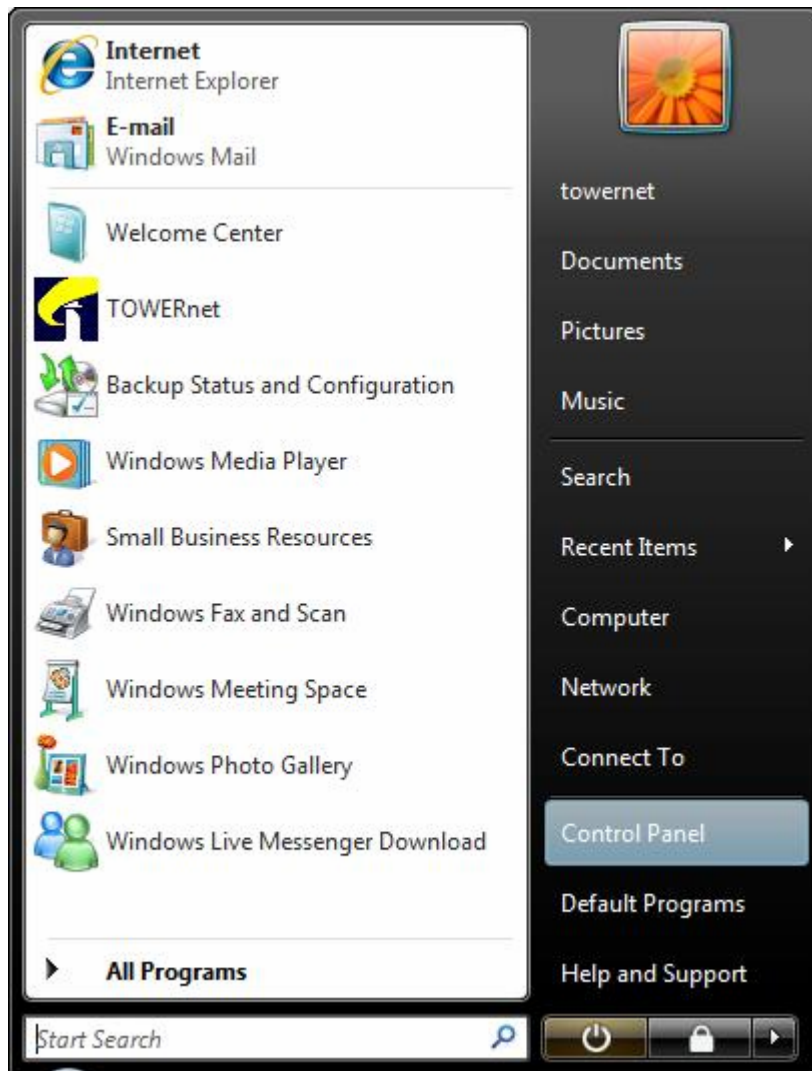 Internet
Internet Explorer
E-mail
Windows Mail
Welcome Center
TOWERnet
Backup Status and Configuration
Windows Media Player
Small Business Resources
Windows Fax and Scan
Windows Meeting Space
Windows Photo Gallery
Windows Live Messenger Download
All Programs
Start Search
towernet
Documents
Pictures
Music
Search
Recent Items
Computer
Network
Connect To
Control Panel
Default Programs
Help and Support